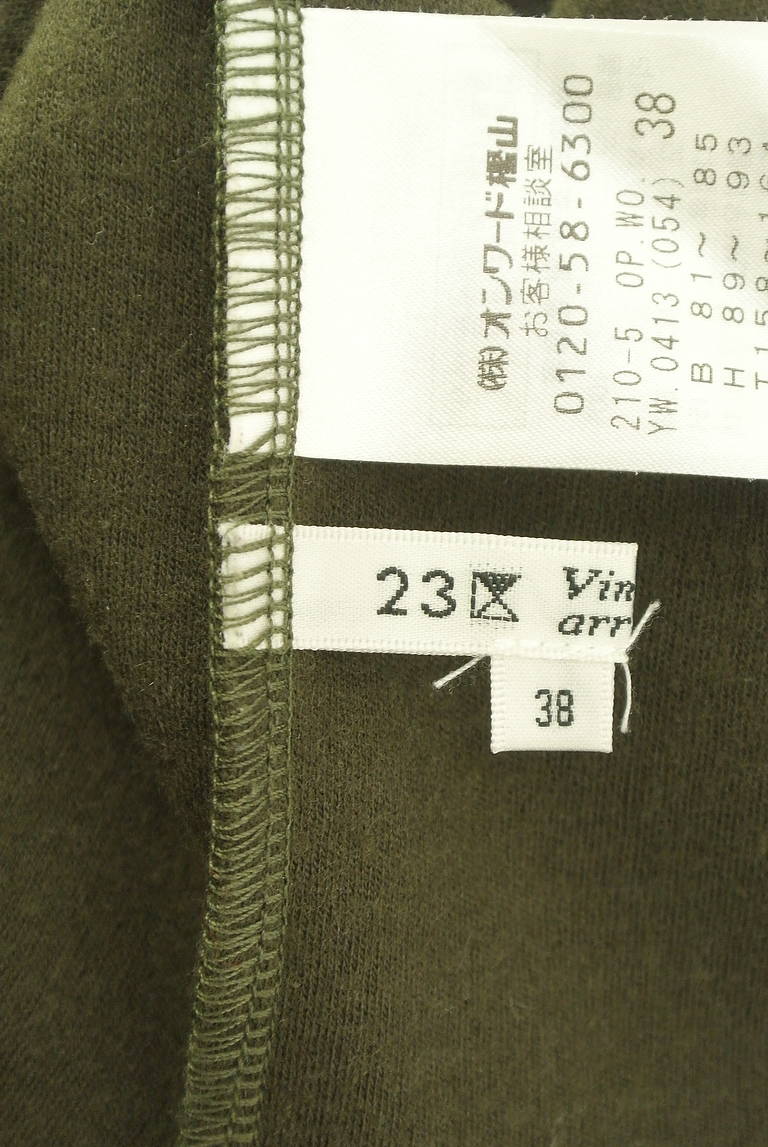 (株)オンワード樫山
お客様相談室
0120-58-6300
210-5 OP.WO.
YW.0413(054) 38
B 81~ 85
H 89~ 93
T158~
23区
38